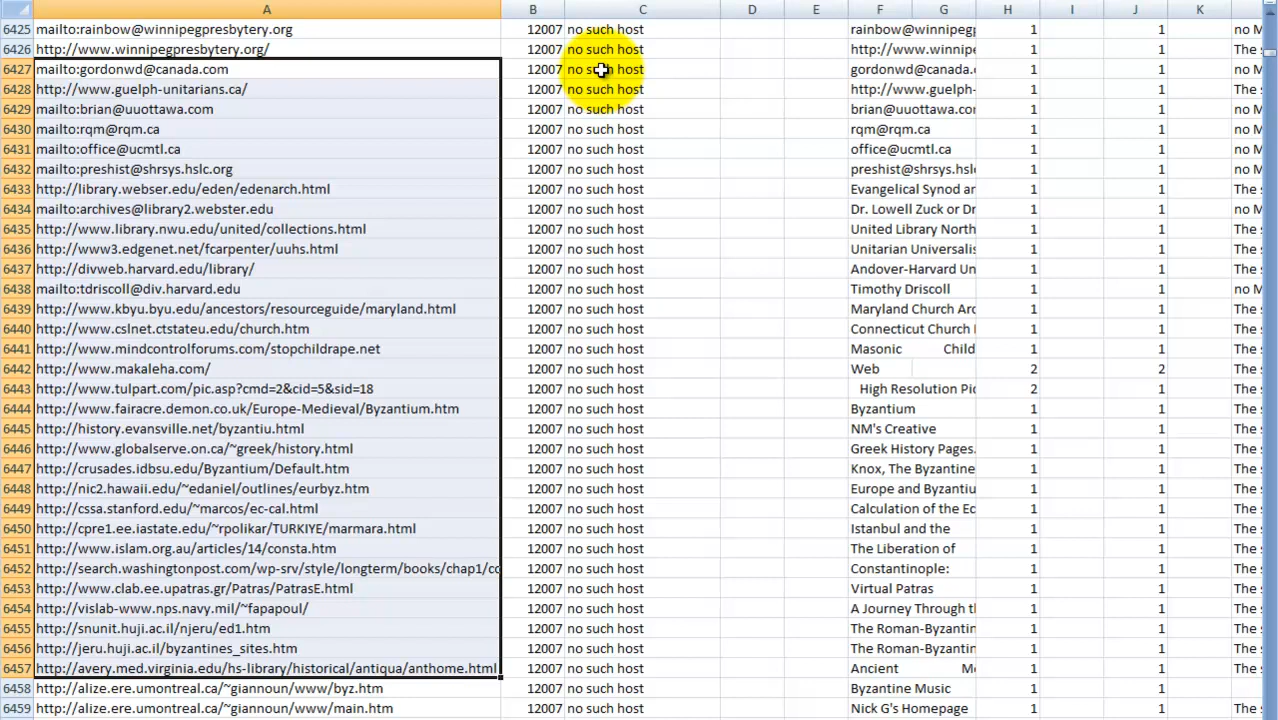 A B C D E F G H I J K
6425 mailto:rainbow@winnipegpresbytery.org 12007 no such host rainbow@winnipegp 1 1 no M
6426 http://www.winnipegpresbytery.org/ 12007 no such host http://www.winnipe 1 1 The s
6427 mailto:gordonwd@canada.com 12007 no such host gordonwd@canada.c 1 1 no M
6428 http://www.guelph-unitarians.ca/ 12007 no such host http://www.guelph- 1 1 The s
6429 mailto:brian@uuottawa.com 12007 no such host brian@uuottawa.com 1 1 no M
6430 mailto:rqm@rqm.ca 12007 no such host rqm@rqm.ca 1 1 no M
6431 mailto:office@ucmtl.ca 12007 no such host office@ucmtl.ca 1 1 no M
6432 mailto:preshist@shrsys.hslc.org 12007 no such host preshist@shrsys.hslc 1 1 no M
6433 http://library.webser.edu/eden/edenarch.html 12007 no such host Evangelical Synod ar 1 1 The s
6434 mailto:archives@library2.webster.edu 12007 no such host Dr. Lowell Zuck or Dr 1 1 no M
6435 http://www.library.nwu.edu/united/collections.html 12007 no such host United Library North 1 1 The s
6436 http://www3.edgenet.net/fcarpenter/uuhs.html 12007 no such host Unitarian Universalis 1 1 The s
6437 http://divweb.harvard.edu/library/ 12007 no such host Andover-Harvard Un 1 1 The s
6438 mailto:tdriscoll@div.harvard.edu 12007 no such host Timothy Driscoll 1 1 no M
6439 http://www.kbyu.byu.edu/ancestors/resourceguide/maryland.html 12007 no such host Maryland Church Arc 1 1 The s
6440 http://www.cslnet.ctstateu.edu/church.htm 12007 no such host Connecticut Church 1 1 The s
6441 http://www.mindcontrolforums.com/stopchildrape.net 12007 no such host Masonic Child 1 1 The s
6442 http://www.makaleha.com/ 12007 no such host Web 2 2 The s
6443 http://www.tulpart.com/pic.asp?cmd=2&cid=5&sid=18 12007 no such host High Resolution Pic 2 1 The s
6444 http://www.fairacre.demon.co.uk/Europe-Medieval/Byzantium.htm 12007 no such host Byzantium 1 1 The s
6445 http://history.evansville.net/byzantiu.html 12007 no such host NM's Creative 1 1 The s
6446 http://www.globalserve.on.ca/~greek/history.html 12007 no such host Greek History Pages. 1 1 The s
6447 http://crusades.idbsu.edu/Byzantium/Default.htm 12007 no such host Knox, The Byzantine 1 1 The s
6448 http://nic2.hawaii.edu/~edaniel/outlines/eurbyz.htm 12007 no such host Europe and Byzantiu 1 1 The s
6449 http://cssa.stanford.edu/~marcos/ec-cal.html 12007 no such host Calculation of the Ec 1 1 The s
6450 http://cpre1.ee.iastate.edu/~rpolikar/TURKIYE/marmara.html 12007 no such host Istanbul and the 1 1 The s
6451 http://www.islam.org.au/articles/14/consta.htm 12007 no such host The Liberation of 1 1 The s
6452 http://search.washingtonpost.com/wp-srv/style/longterm/books/chap1/co 12007 no such host Constantinople: 1 1 The s
6453 http://www.clab.ee.upatras.gr/Patras/PatrasE.html 12007 no such host Virtual Patras 1 1 The s
6454 http://vislab-www.nps.navy.mil/~fapapoul/ 12007 no such host A Journey Through tl 1 1 The s
6455 http://snunit.huji.ac.il/njeru/ed1.htm 12007 no such host The Roman-Byzantin 1 1 The s
6456 http://jeru.huji.ac.il/byzantines_sites.htm 12007 no such host The Roman-Byzantin 1 1 The s
6457 http://avery.med.virginia.edu/hs-library/historical/antiqua/anthome.html 12007 no such host Ancient Me 1 1 The s
6458 http://alize.ere.umontreal.ca/~giannoun/www/byz.htm 12007 no such host Byzantine Music 1 1
6459 http://alize.ere.umontreal.ca/~giannoun/www/main.htm 12007 no such host Nick G's Homepage 1 1